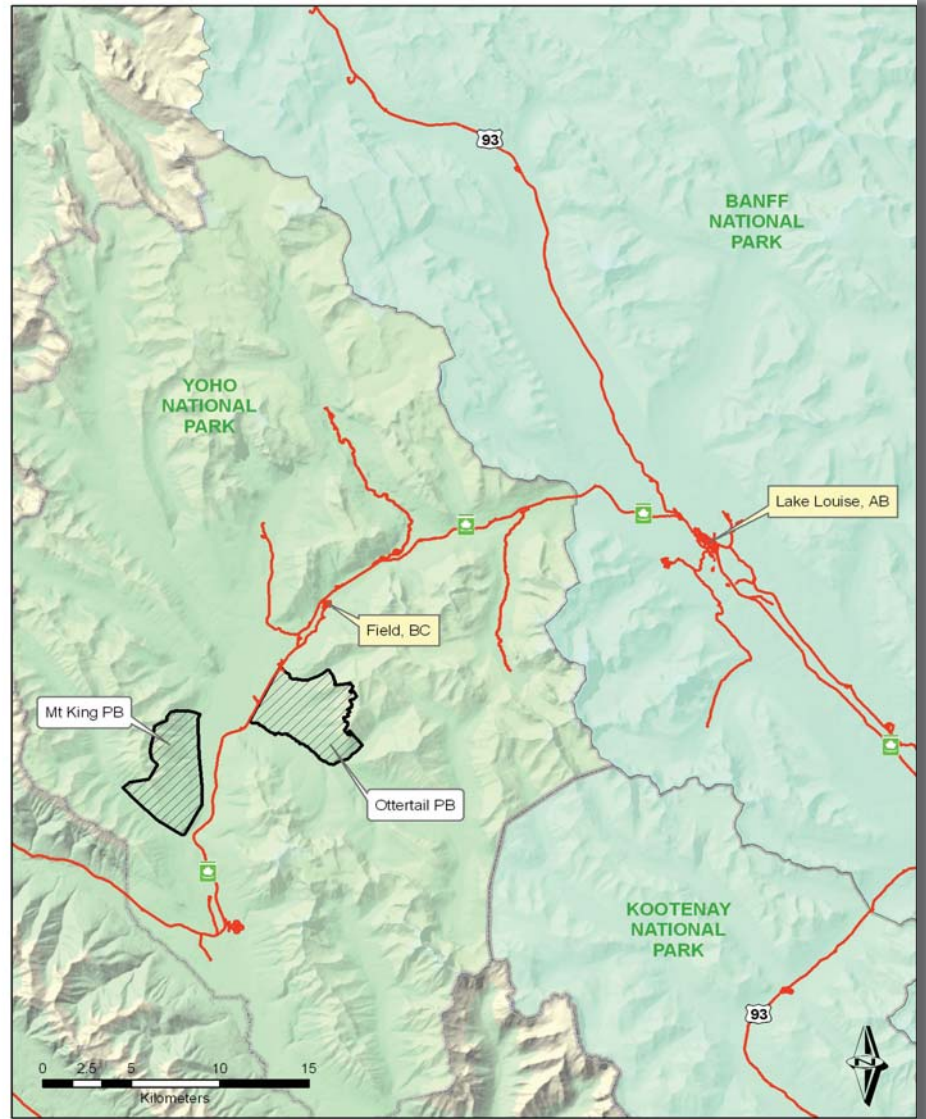 93
BANFF
NATIONAL
PARK
YOHO
NATIONAL
PARK
Lake Louise, AB
Field, BC
Mt King PB
Ottertail PB
KOOTENAY
NATIONAL
PARK
93
N
0 2.5 5 10 15
Kilometers